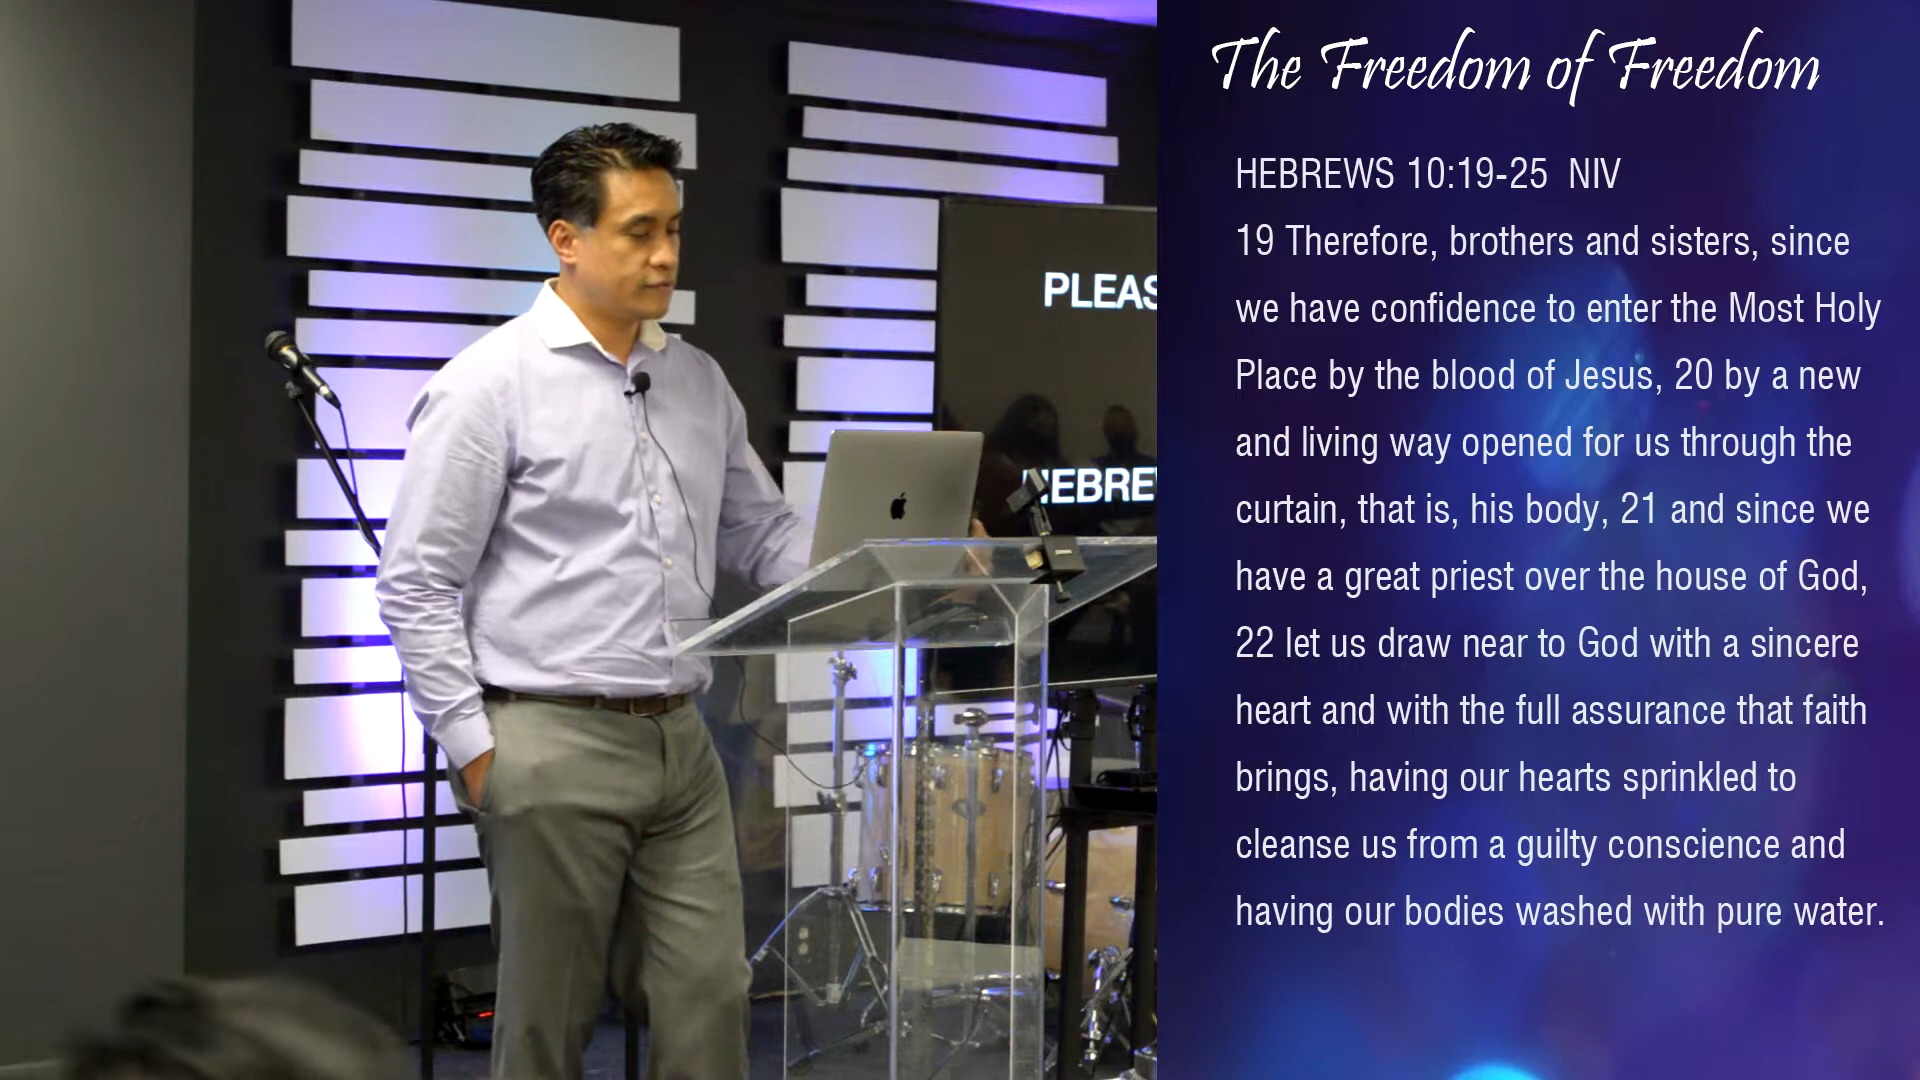 The Freedom of Freedom
HEBREWS 10:19-25 NIV
19 Therefore, brothers and sisters, since
we have confidence to enter the Most Holy
Place by the blood of Jesus, 20 by a new
and living way opened for us through the
curtain, that is, his body, 21 and since we
have a great priest over the house of God,
22 let us draw near to God with a sincere
heart and with the full assurance that faith
brings, having our hearts sprinkled to
cleanse us from a guilty conscience and
having our bodies washed with pure water.
PLEAS
HEBRE